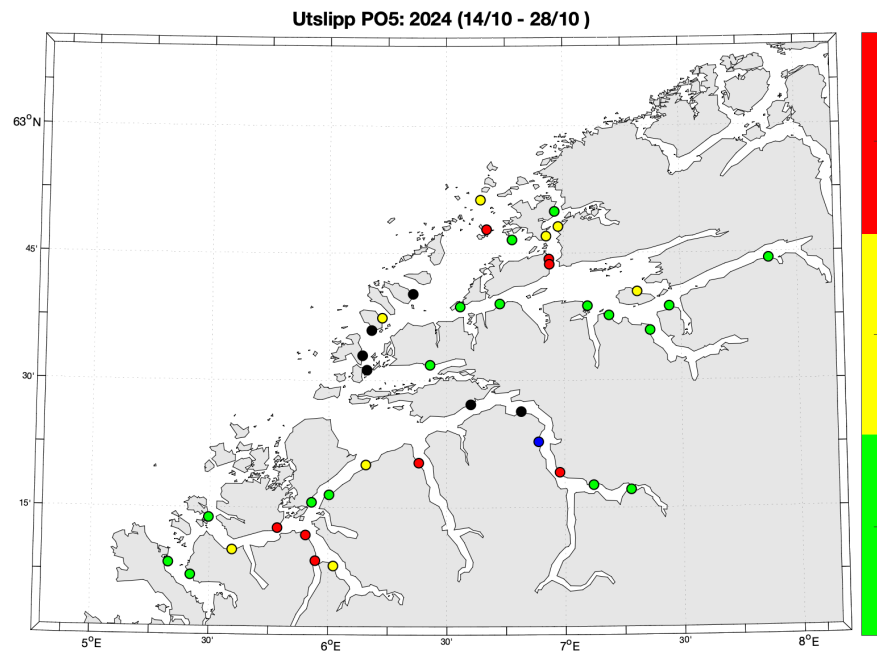 Utslipp PO5: 2024 (14/10 - 28/10 )
63°N
45'
30'
15'
5°E
30'
6°E
30'
7°E
30'
8°E